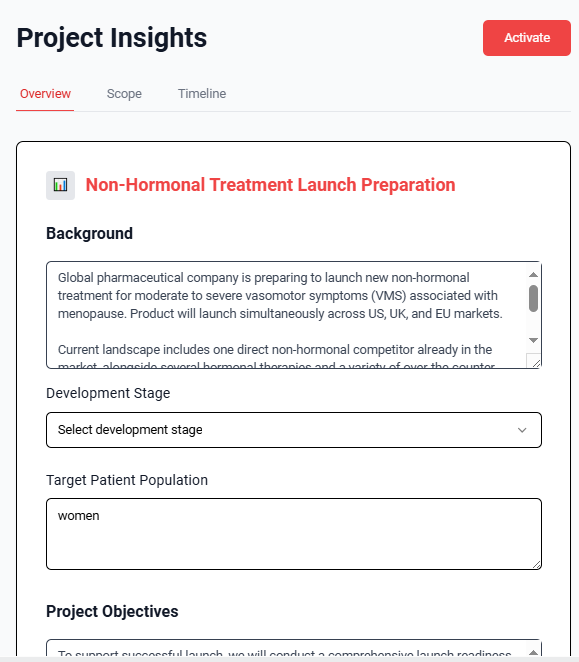 Project Insights
Activate
Overview
Scope
Timeline
Non-Hormonal Treatment Launch Preparation
Background
Global pharmaceutical company is preparing to launch new non-hormonal
treatment for moderate to severe vasomotor symptoms (VMS) associated with
menopause. Product will launch simultaneously across US, UK, and EU markets.
Current landscape includes one direct non-hormonal competitor already in the
market, alongside several hormonal therapies and a variety of over the counter
Development Stage
Select development stage
Target Patient Population
women
Project Objectives
To support successful launch, we will conduct a comprehensive launch readiness